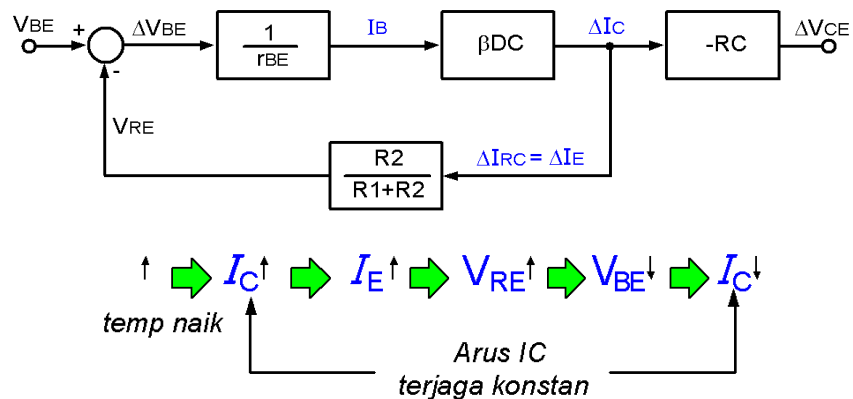 VBE + ΔVBE 1 / rBE IB βDC ΔIC -RC ΔVCE
-
VRE R2 / R1+R2 ΔIRC = ΔIE
↑ IC↑ IE↑ VRE↑ VBE↓ IC↓
temp naik
Arus IC
terjaga konstan